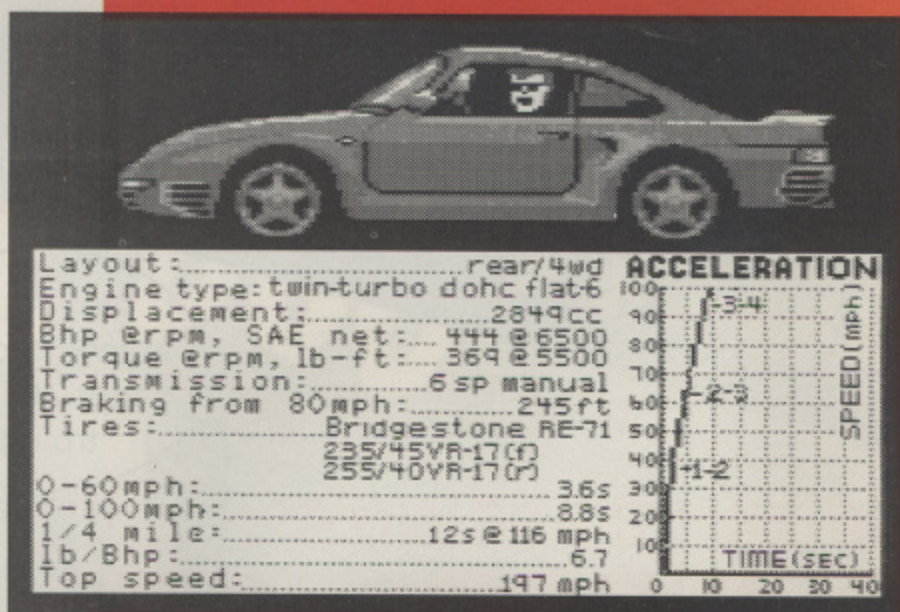 Layout:..............rear/4wd
Engine type:twin-turbo dohc flat-6
Displacement:..............2849cc
Bhp @rpm, SAE net:....444@6500
Torque @rpm, lb-ft:...369@5500
Transmission:..........6 sp manual
Braking from 80mph:..........245ft
Tires:..............Bridgestone RE-71
235/45VR-17(f)
255/40VR-17(r)
0-60mph:..............3.6s
0-100mph:..............8.8s
1/4 mile:..............12s@116 mph
lb/Bhp:..............6.7
Top speed:..............197 mph
ACCELERATION
100
90
80
70
60
50
40
30
20
10
3-4
2-3
1-2
SPEED(mph)
TIME(SEC)
0 10 20 30 40